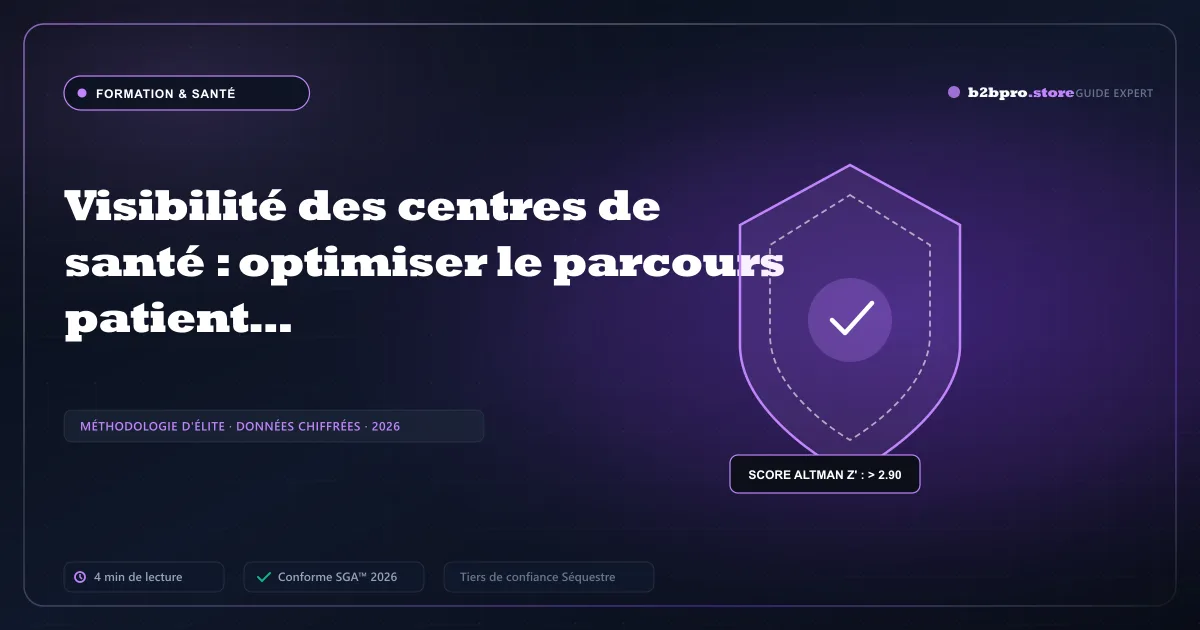 FORMATION & SANTÉ
b2bpro.store GUIDE EXPERT
Visibilité des centres de
santé : optimiser le parcours
patient...
MÉTHODOLOGIE D'ÉLITE · DONNÉES CHIFFRÉES · 2026
SCORE ALTMAN Z' : > 2.90
4 min de lecture
Conforme SGA™ 2026
Tiers de confiance Séquestre